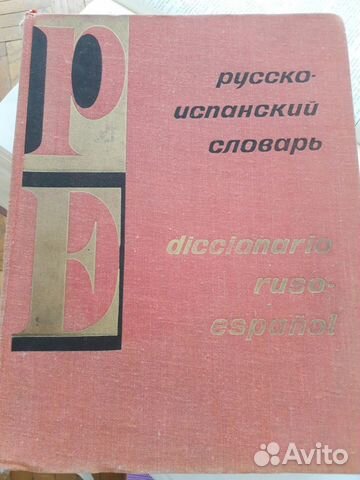 Р
Е
русско-
испанский
словарь
diccionario
ruso-
español
Avito